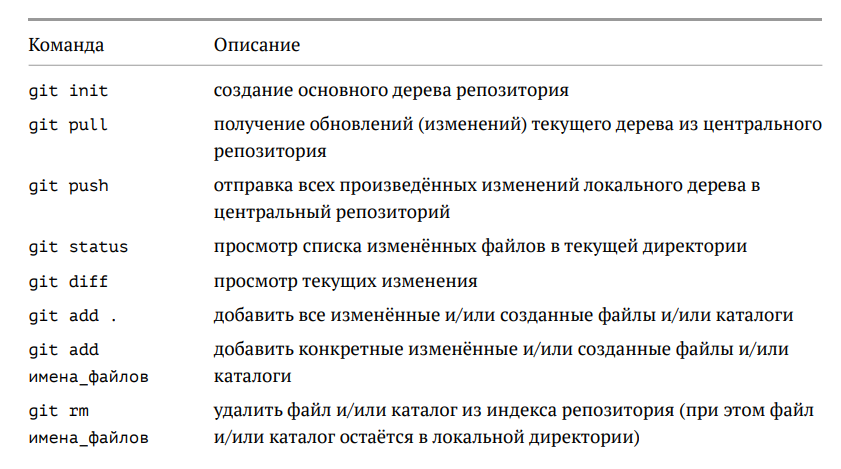 Команда Описание
git init создание основного дерева репозитория
git pull получение обновлений (изменений) текущего дерева из центрального
репозитория
git push отправка всех произведённых изменений локального дерева в
центральный репозиторий
git status просмотр списка изменённых файлов в текущей директории
git diff просмотр текущих изменения
git add . добавить все изменённые и/или созданные файлы и/или каталоги
git add добавить конкретные изменённые и/или созданные файлы и/или
имена_файлов каталоги
git rm удалить файл и/или каталог из индекса репозитория (при этом файл
имена_файлов и/или каталог остаётся в локальной директории)